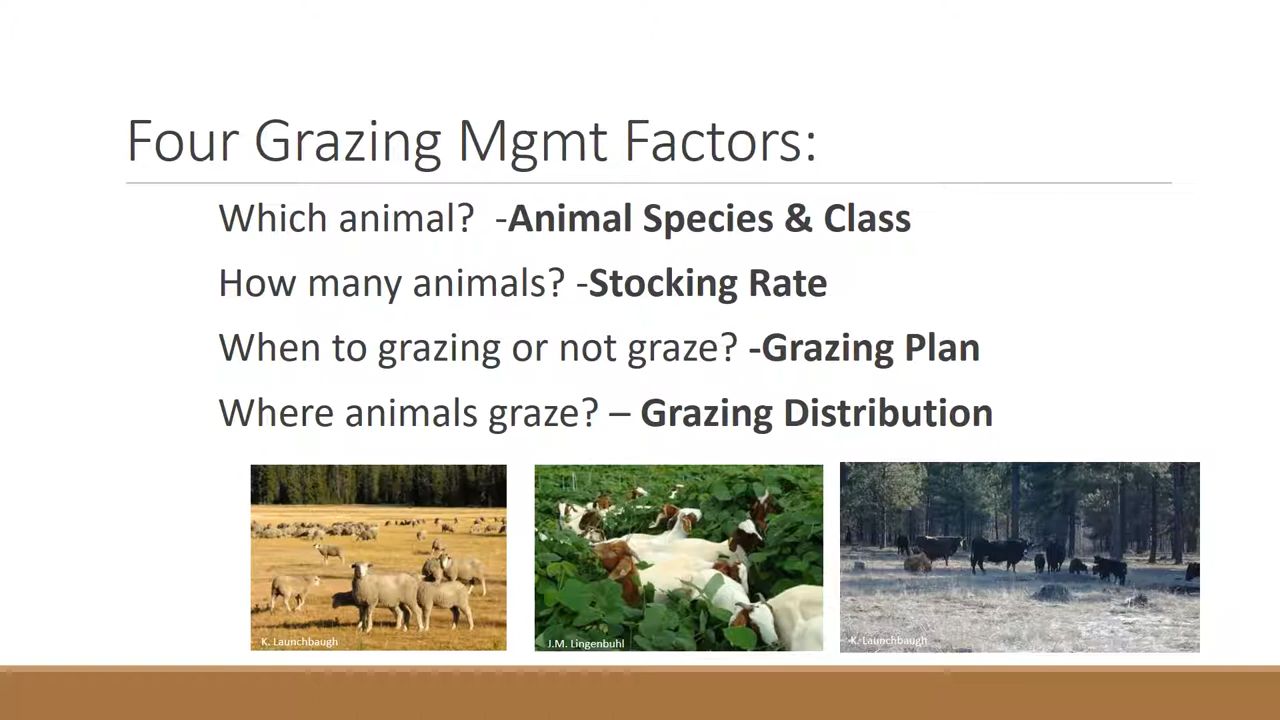 Four Grazing Mgmt Factors:
Which animal? -Animal Species & Class
How many animals? -Stocking Rate
When to grazing or not graze? -Grazing Plan
Where animals graze? – Grazing Distribution
K. Launchbaugh
J.M. Lingenbuhl
K Launchbaugh